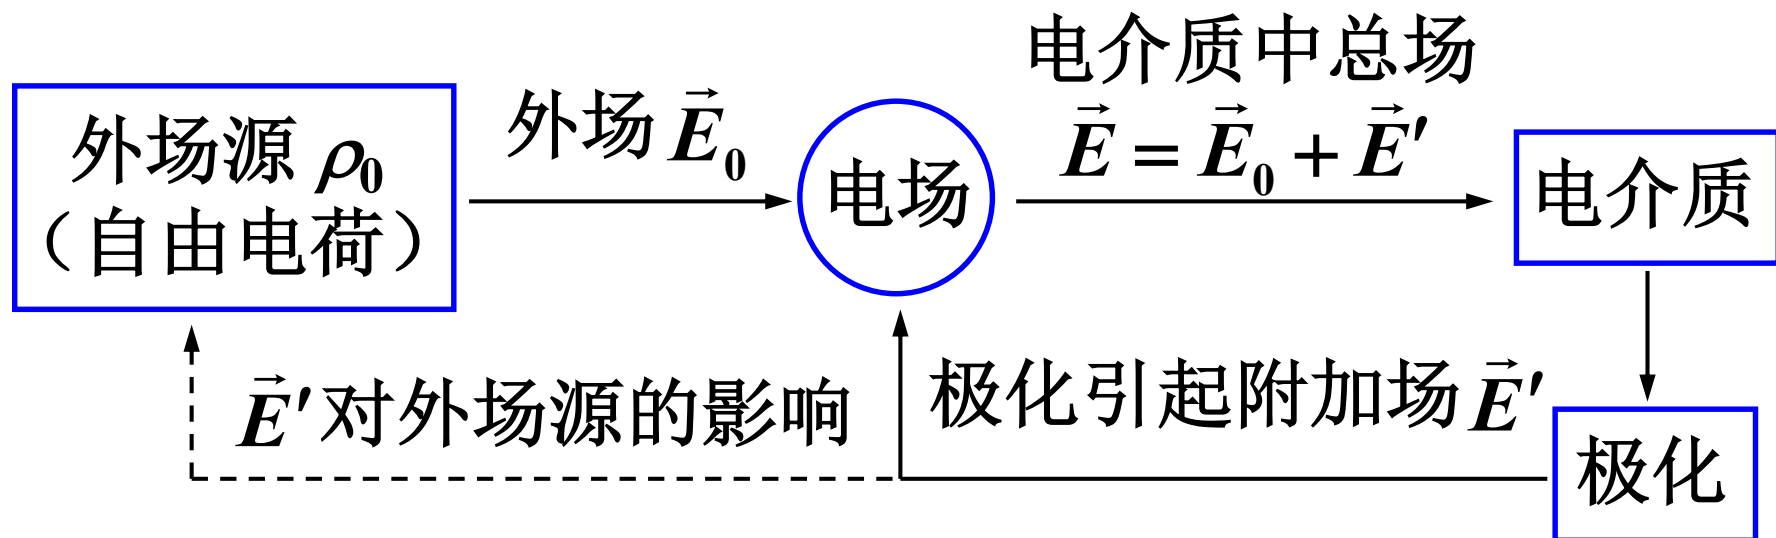 外场源 ρ₀
（自由电荷）
外场 E⃗₀
电场
电介质中总场
E⃗ = E⃗₀ + E⃗′
电介质
极化
极化引起附加场 E⃗′
E⃗′对外场源的影响